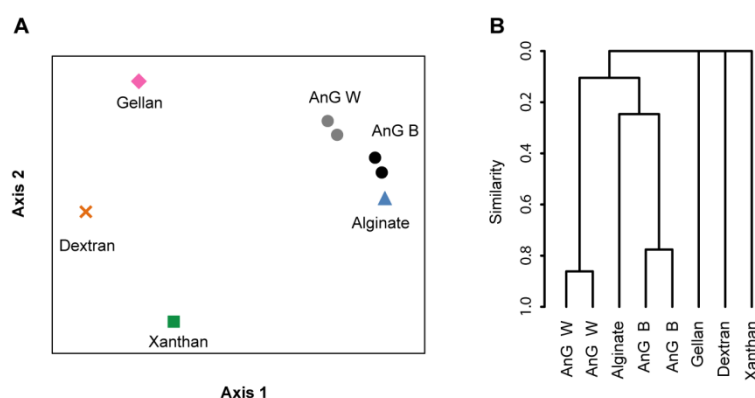 A
Gellan
AnG W
AnG B
Dextran
Alginate
Xanthan
Axis 2
Axis 1
B
Similarity
0.0
0.2
0.4
0.6
0.8
1.0
AnG W
AnG W
Alginate
AnG B
AnG B
Gellan
Dextran
Xanthan